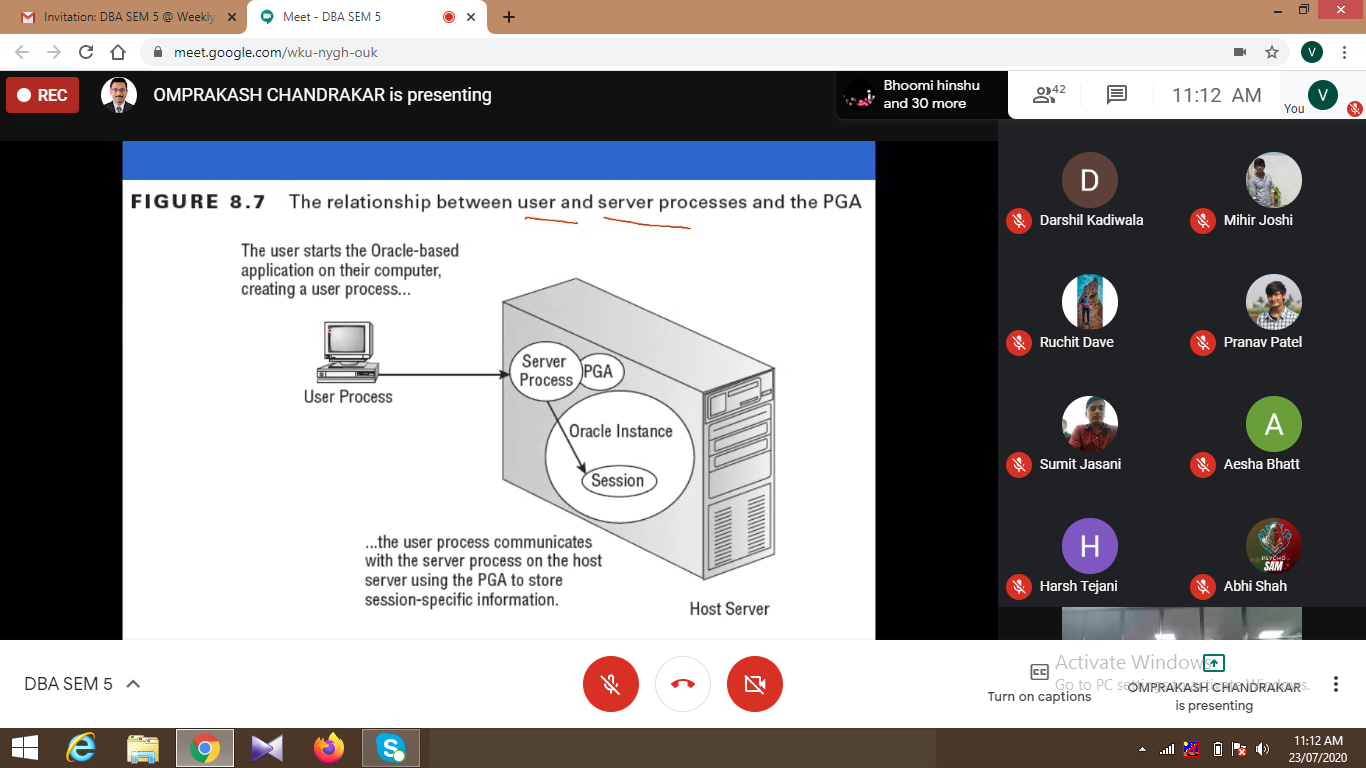 Invitation: DBA SEM 5 @ Weekly
Meet - DBA SEM 5
meet.google.com/wku-nygh-ouk
V
REC
OMPRAKASH CHANDRAKAR is presenting
Bhoomi hinshu
and 30 more
42
11:12 AM
You
V
FIGURE 8.7 The relationship between user and server processes and the PGA
The user starts the Oracle-based
application on their computer,
creating a user process...
User Process
Server
Process
PGA
Oracle Instance
Session
...the user process communicates
with the server process on the host
server using the PGA to store
session-specific information.
Host Server
D
Darshil Kadiwala
Mihir Joshi
Ruchit Dave
Pranav Patel
A
Sumit Jasani
Aesha Bhatt
H
PSYCHO
SAM
Harsh Tejani
Abhi Shah
DBA SEM 5
CC
Turn on captions
Activate Windows
Go to PC settings to activate Windows.
OMPRAKASH CHANDRAKAR
is presenting
11:12 AM
23/07/2020